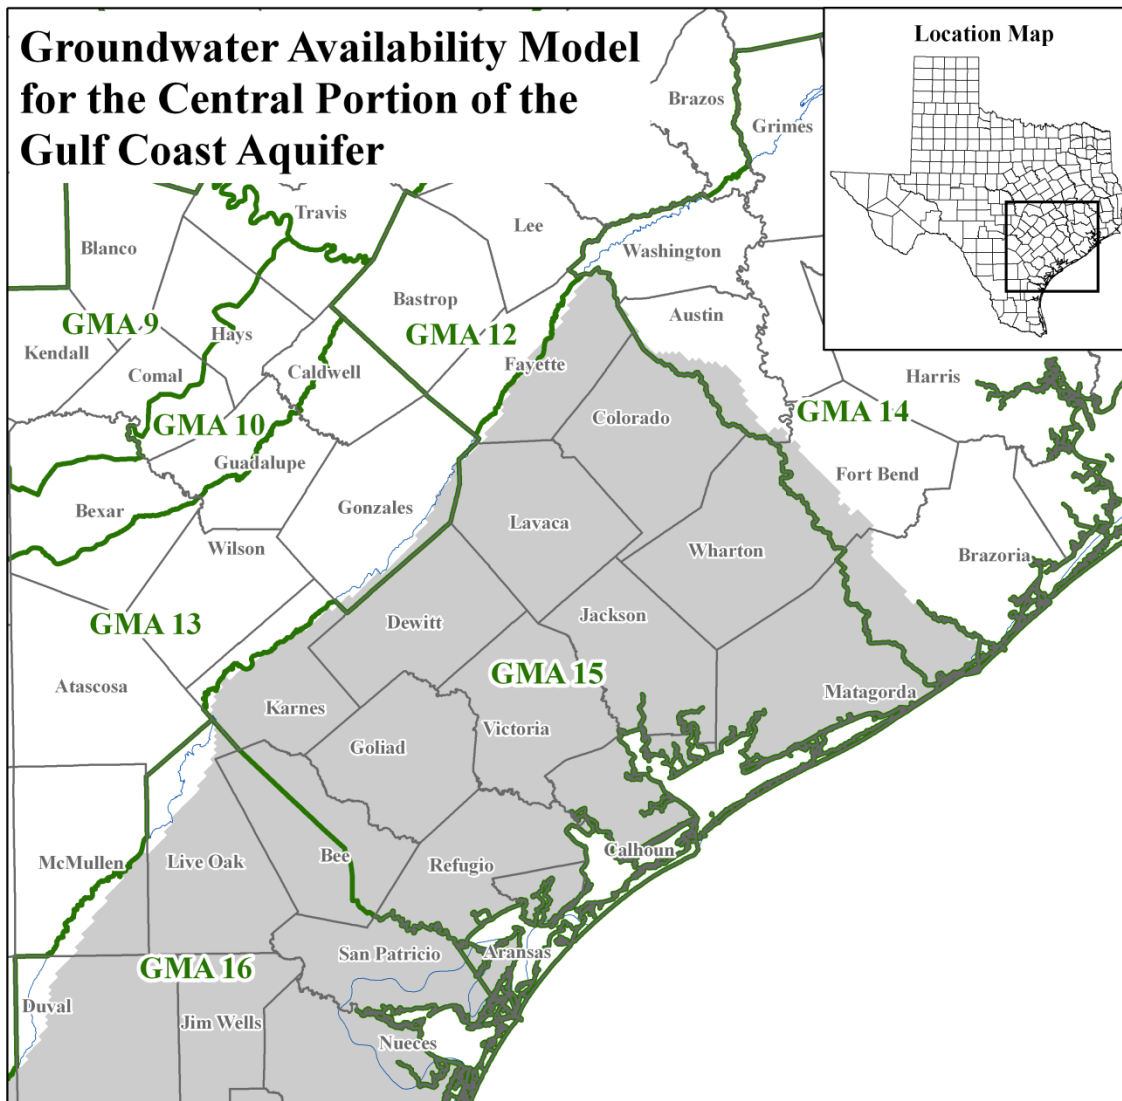 Groundwater Availability Model
for the Central Portion of the
Gulf Coast Aquifer
Location Map
Brazos
Grimes
Travis
Lee
Blanco
Washington
Bastrop
Austin
GMA 9
GMA 12
Hays
Kendall
Fayette
Caldwell
Comal
Harris
GMA 14
Colorado
GMA 10
Guadalupe
Fort Bend
Bexar
Gonzales
Lavaca
Wilson
Wharton
Brazoria
GMA 13
Dewitt
Jackson
GMA 15
Atascosa
Matagorda
Karnes
Victoria
Goliad
McMullen
Live Oak
Bee
Refugio
Calhoun
San Patricio
Aransas
GMA 16
Duval
Jim Wells
Nueces